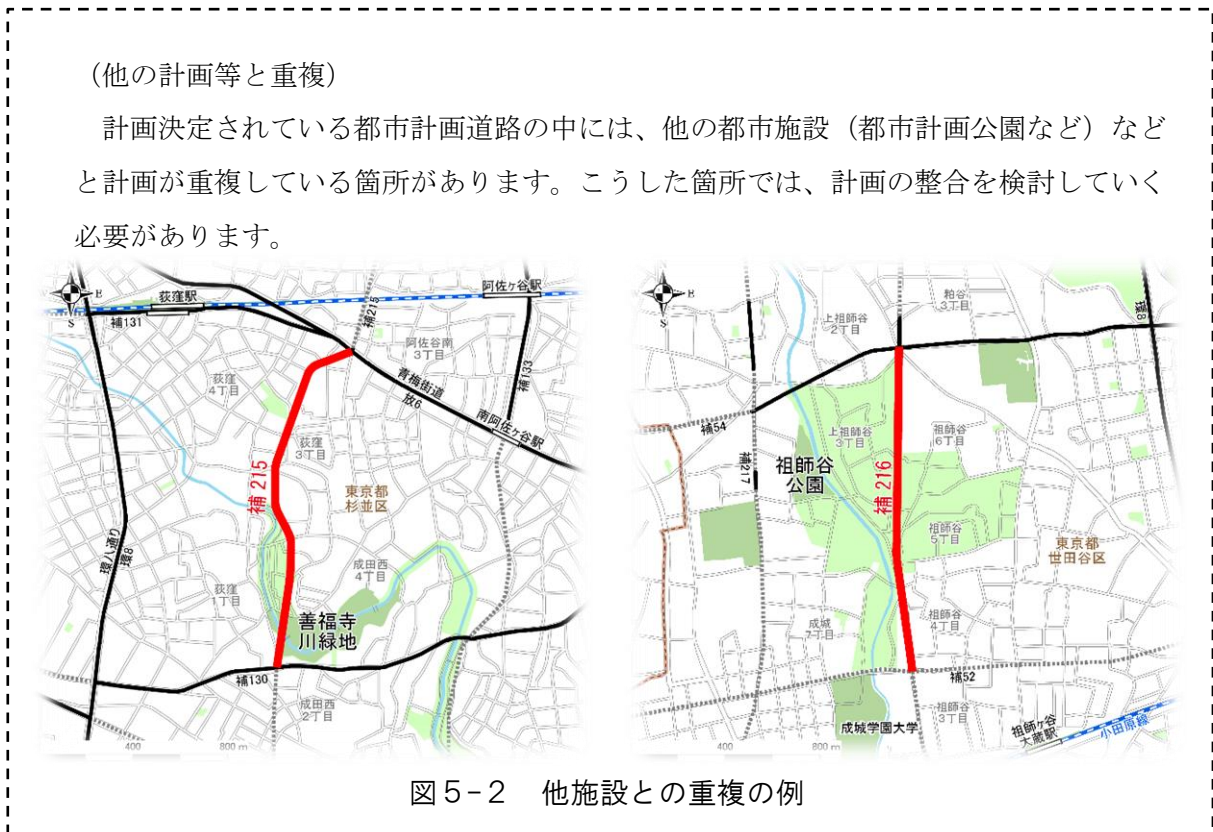 （他の計画等と重複）
計画決定されている都市計画道路の中には、他の都市施設（都市計画公園など）など
と計画が重複している箇所があります。こうした箇所では、計画の整合を検討していく
必要があります。
E
S
荻窪駅
阿佐ヶ谷駅
補131
補215
阿佐谷南
3丁目
荻窪
4丁目
青梅街道
放6
補133
南阿佐ヶ谷駅
荻窪
3丁目
補215
東京都
杉並区
環八通り
環8
成田西
4丁目
荻窪
1丁目
善福寺
川緑地
補130
成田西
2丁目
400
800 m
E
S
粕谷
3丁目
上祖師谷
2丁目
環8
補54
上祖師谷
3丁目
祖師谷
6丁目
補217
祖師谷
公園
補216
祖師谷
5丁目
東京都
世田谷区
祖師谷
4丁目
成城
7丁目
補52
祖師谷
3丁目
成城学園大学
祖師ヶ谷
大蔵駅
小田原線
400
800 m
図5-2　他施設との重複の例